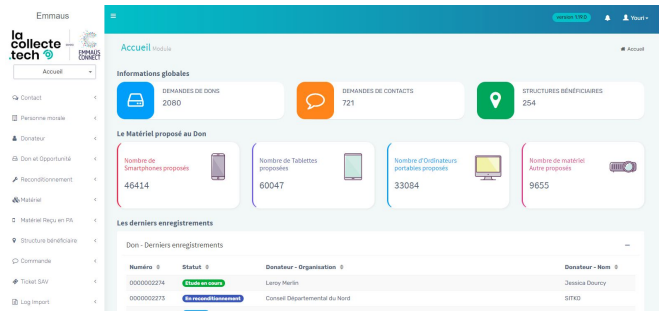 Emmaus
version 1.19.0
Youri
la
collecte
.tech
EMMAÜS
CONNECT
Accueil
Accueil Module
Accueil
Contact
Personne morale
Donateur
Don et Opportunité
Reconditionnement
Matériel
Matériel Reçu en PA
Structure bénéficiaire
Commande
Ticket SAV
Log Import
Informations globales
DEMANDES DE DONS
2080
DEMANDES DE CONTACTS
721
STRUCTURES BÉNÉFICIAIRES
254
Le Matériel proposé au Don
Nombre de
Smartphones proposés
46414
Nombre de Tablettes
proposées
60047
Nombre d'Ordinateurs
portables proposés
33084
Nombre de matériel
Autre proposés
9655
Les derniers enregistrements
Don - Derniers enregistrements
Numéro Statut Donateur - Organisation Donateur - Nom
0000002274 Etude en cours Leroy Merlin Jessica Dourcy
0000002273 En reconditionnement Conseil Départemental du Nord SITKO